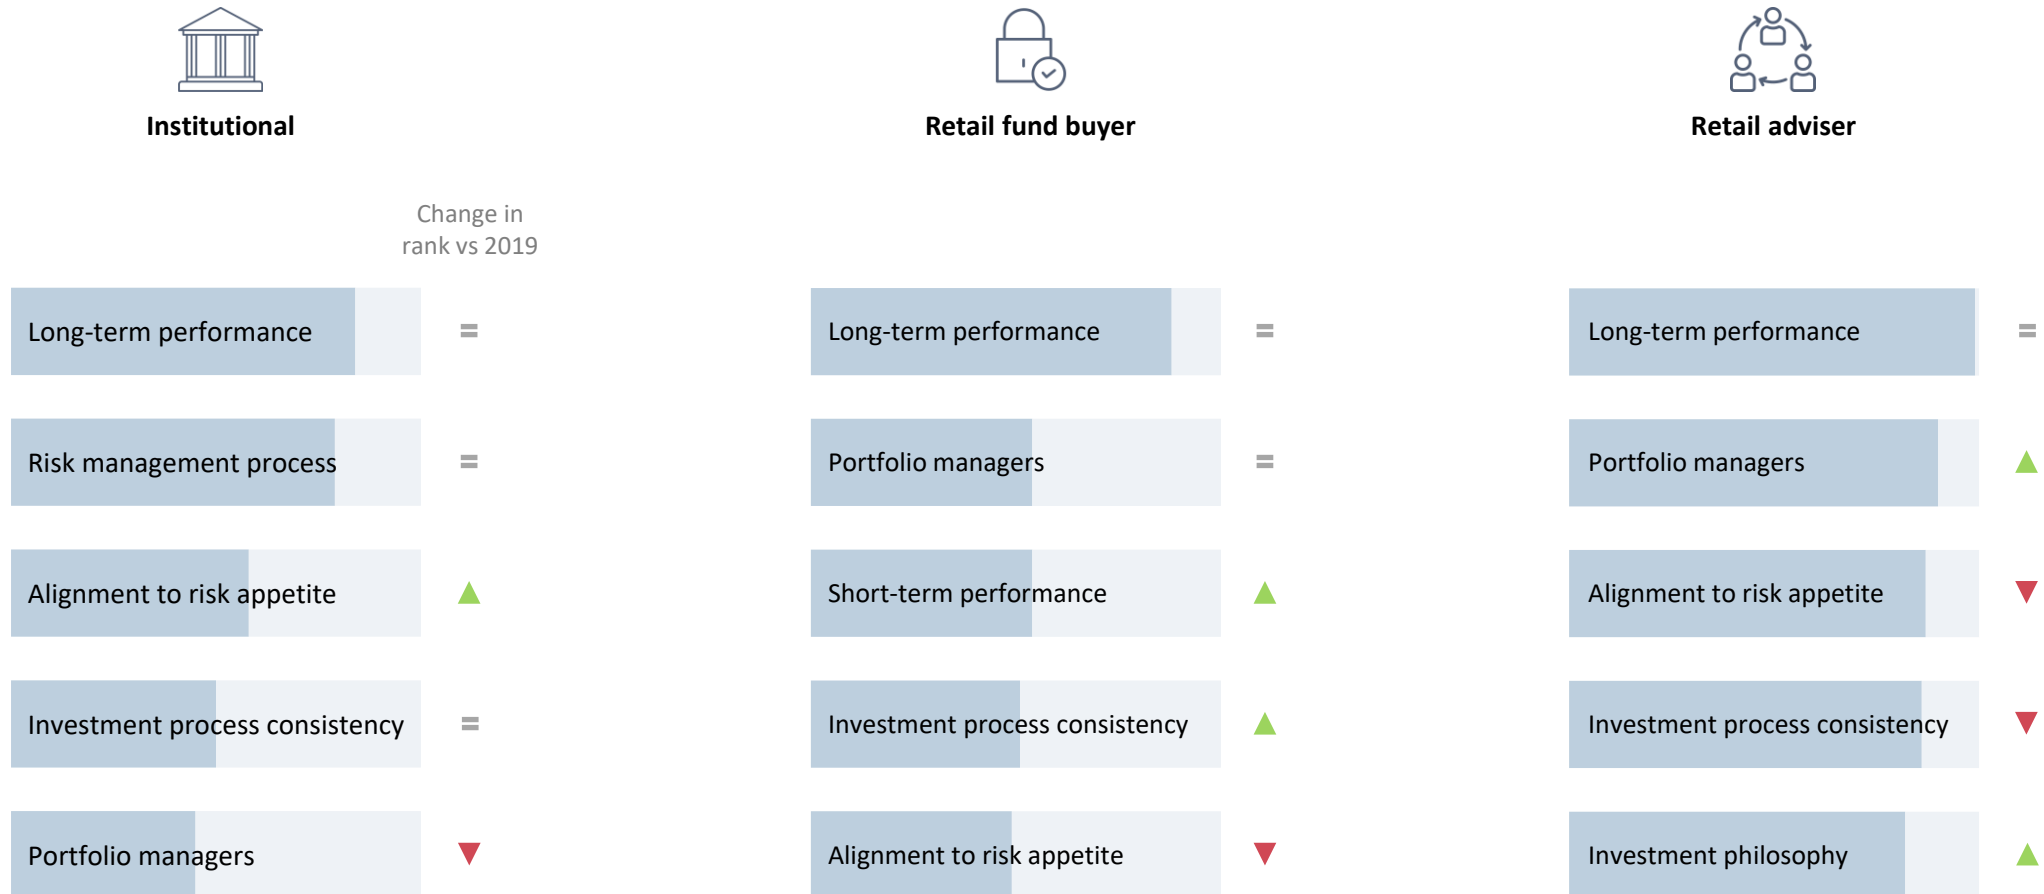 Institutional
Retail fund buyer
Retail adviser
Change in
rank vs 2019
Long-term performance
=
Long-term performance
=
Long-term performance
=
Risk management process
=
Portfolio managers
=
Portfolio managers
Alignment to risk appetite
Short-term performance
Alignment to risk appetite
Investment process consistency
=
Investment process consistency
Investment process consistency
Portfolio managers
Alignment to risk appetite
Investment philosophy